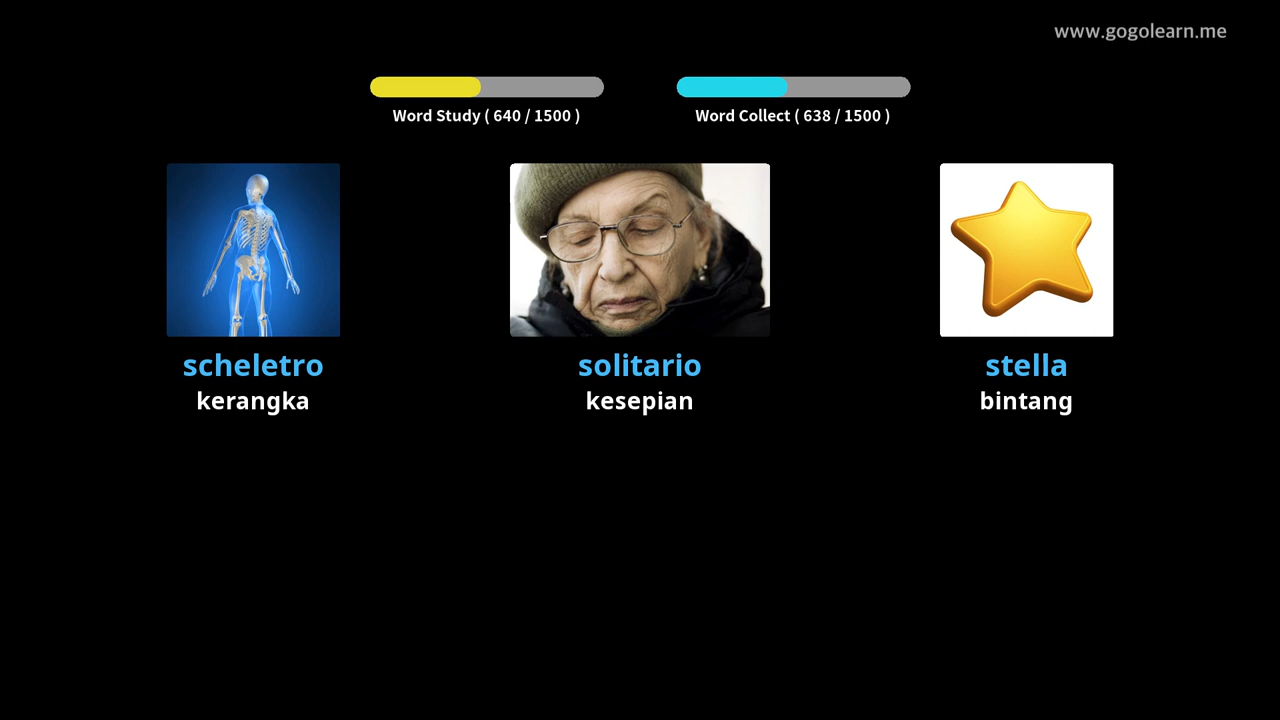 www.gogolearn.me
Word Study ( 640 / 1500 )
Word Collect ( 638 / 1500 )
scheletro
kerangka
solitario
kesepian
stella
bintang